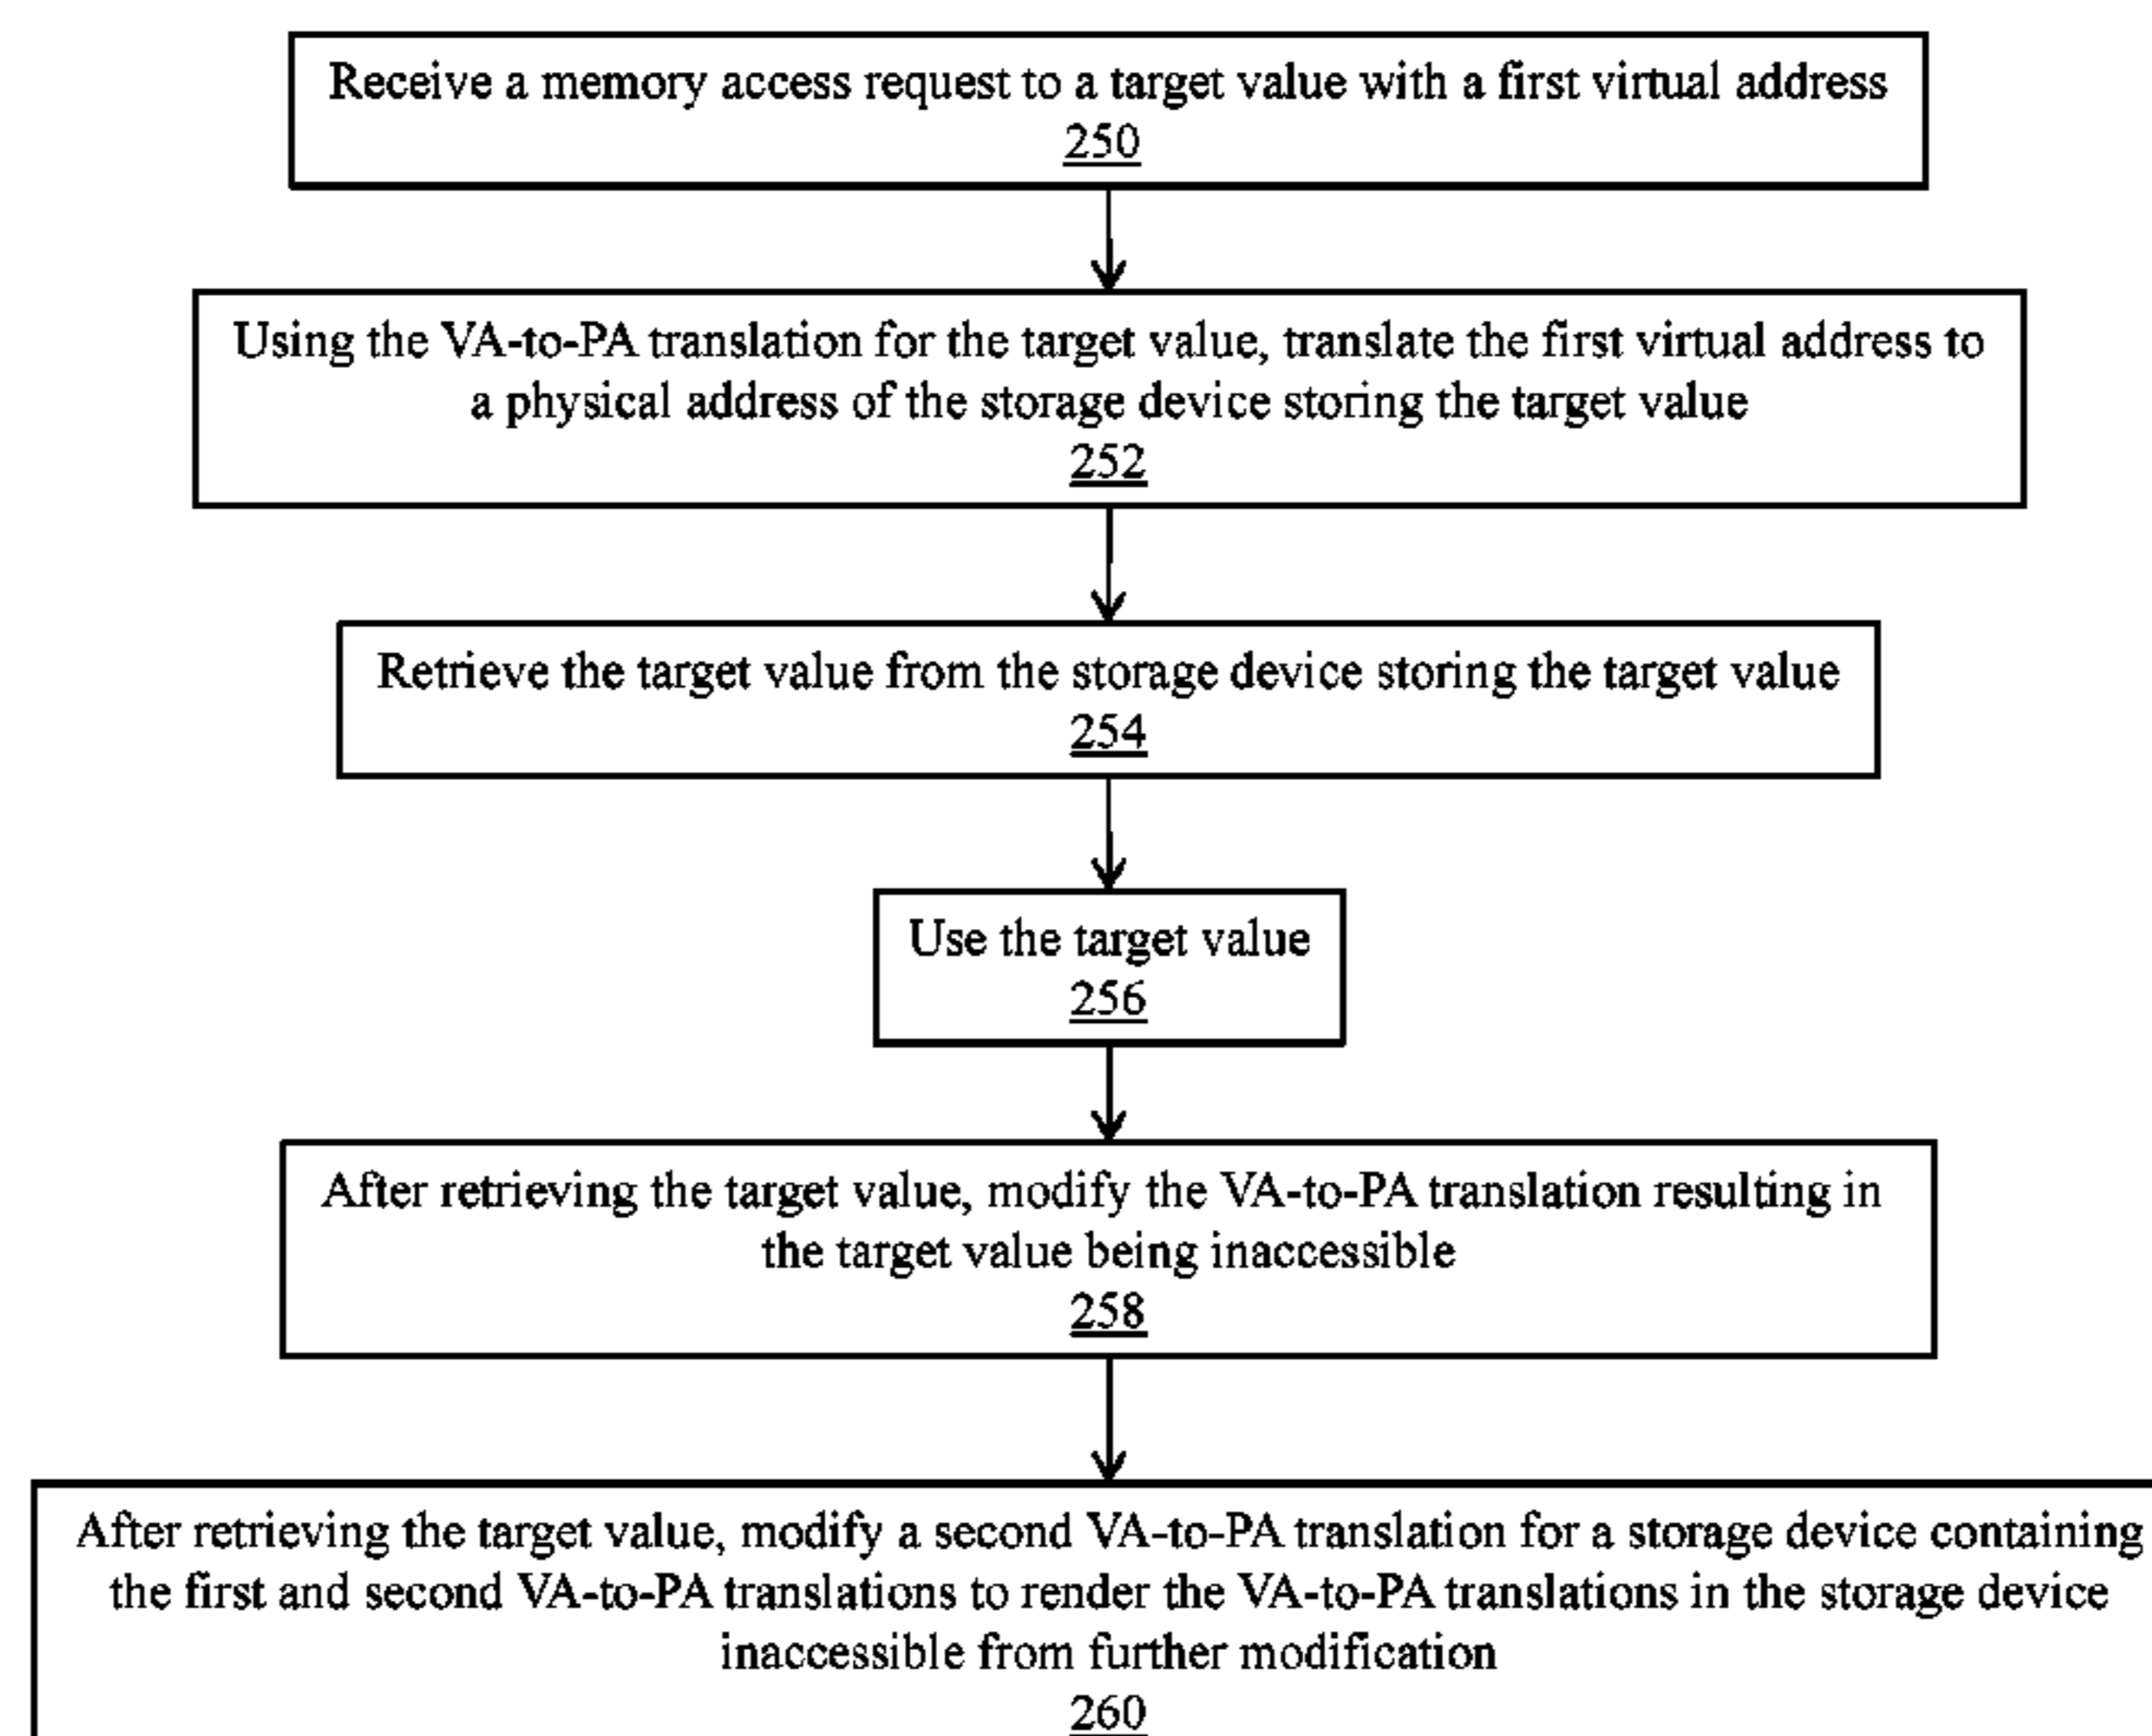 Receive a memory access request to a target value with a first virtual address
250
Using the VA-to-PA translation for the target value, translate the first virtual address to
a physical address of the storage device storing the target value
252
Retrieve the target value from the storage device storing the target value
254
Use the target value
256
After retrieving the target value, modify the VA-to-PA translation resulting in
the target value being inaccessible
258
After retrieving the target value, modify a second VA-to-PA translation for a storage device containing
the first and second VA-to-PA translations to render the VA-to-PA translations in the storage device
inaccessible from further modification
260